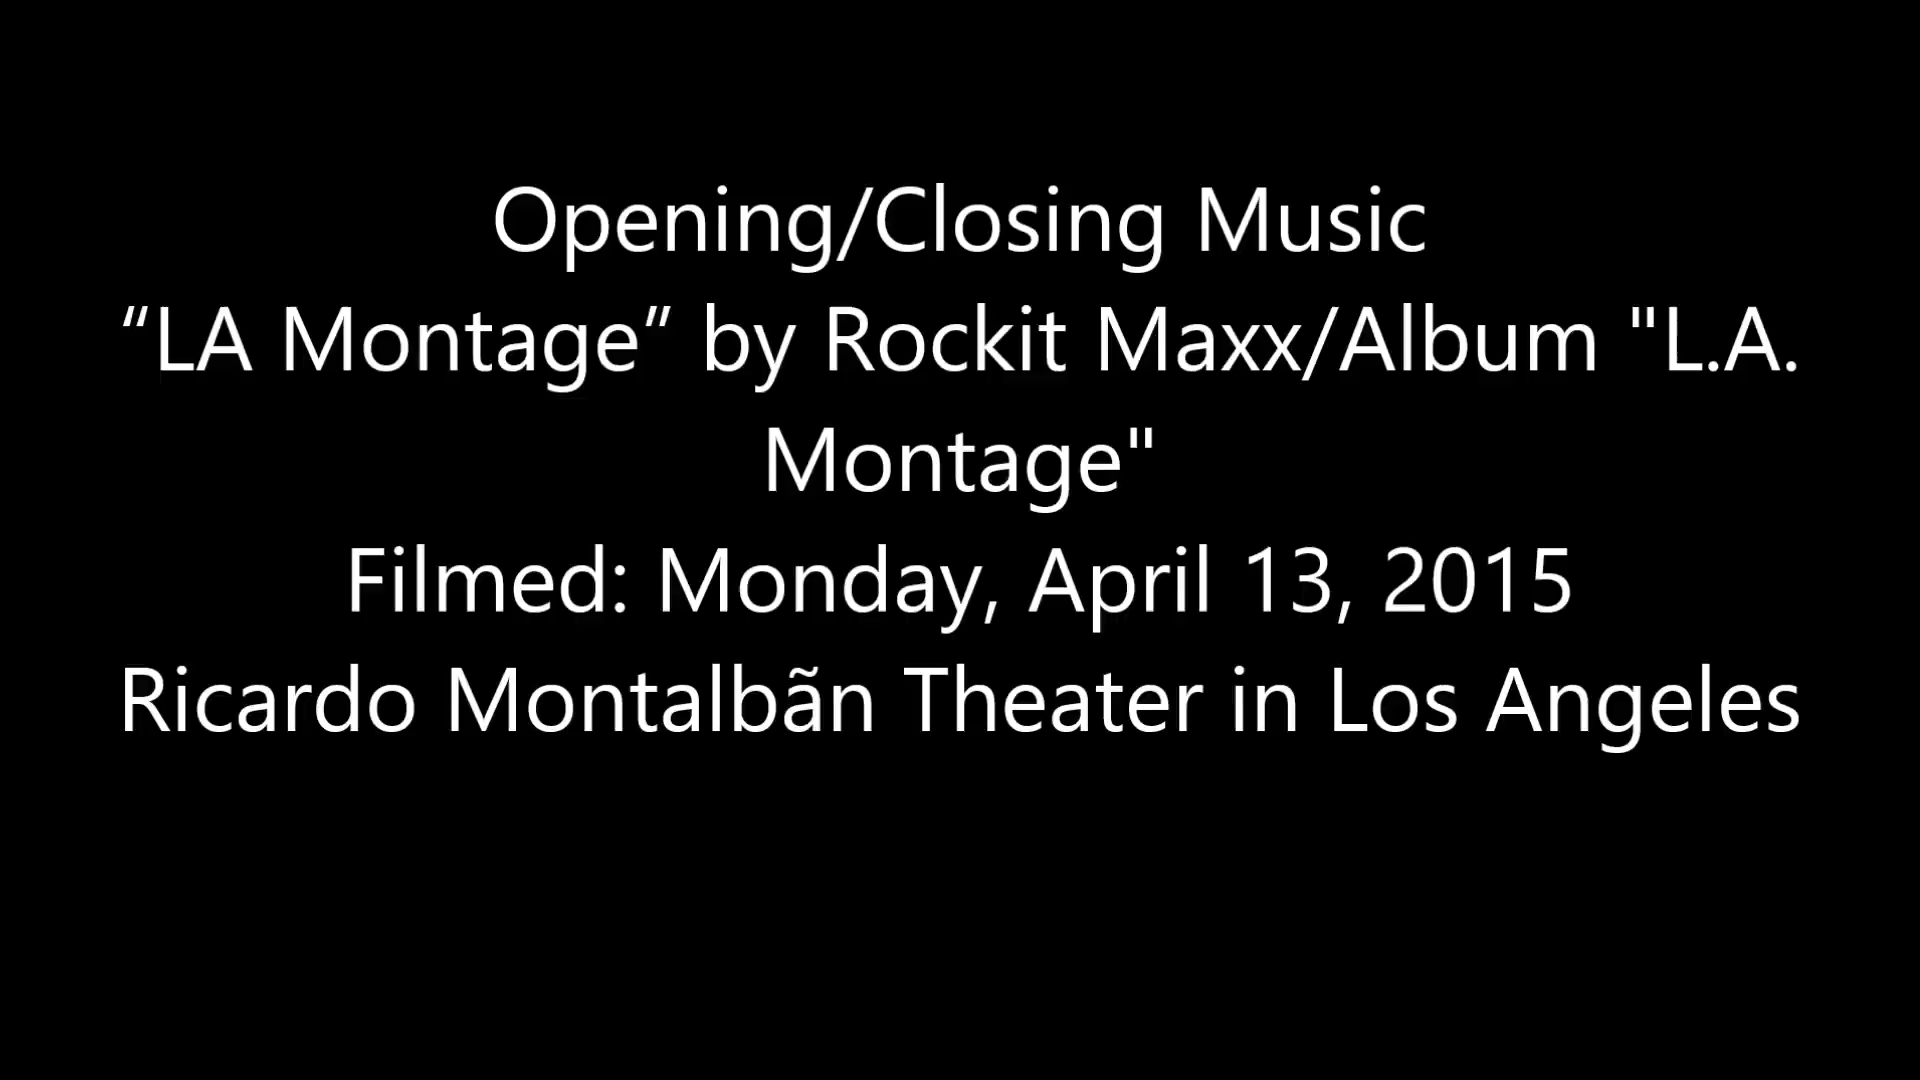 Opening/Closing Music
“LA Montage” by Rockit Maxx/Album "L.A.
Montage"
Filmed: Monday, April 13, 2015
Ricardo Montalbãn Theater in Los Angeles